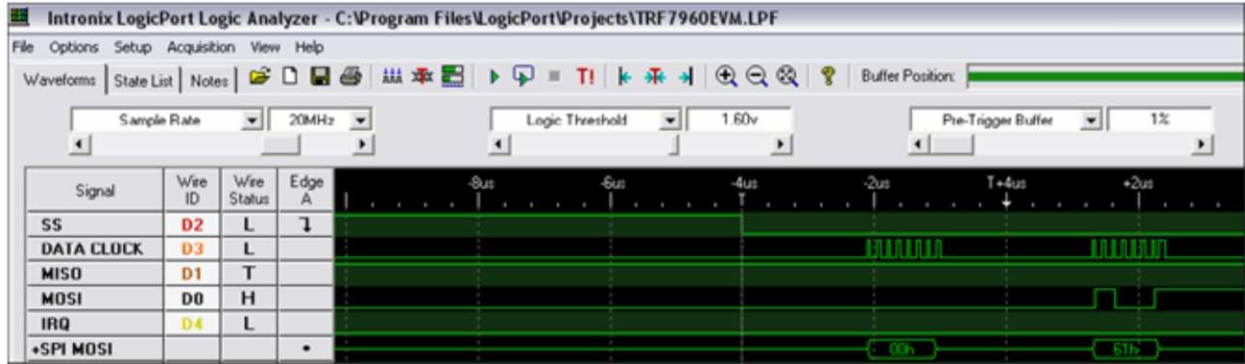 Intronix LogicPort Logic Analyzer - C:\Program Files\LogicPort\Projects\TRF7960EVM.LPF
File Options Setup Acquisition View Help
Waveforms State List Notes T! Buffer Position:
Sample Rate 20MHz Logic Threshold 1.60v Pre-Trigger Buffer 1%
Signal Wire ID Wire Status Edge A -8us -6us -4us -2us T+4us +2us
T
SS D2 L
DATA CLOCK D3 L
MISO D1 T
MOSI D0 H
IRQ D4 L
+SPI MOSI 00h 61h